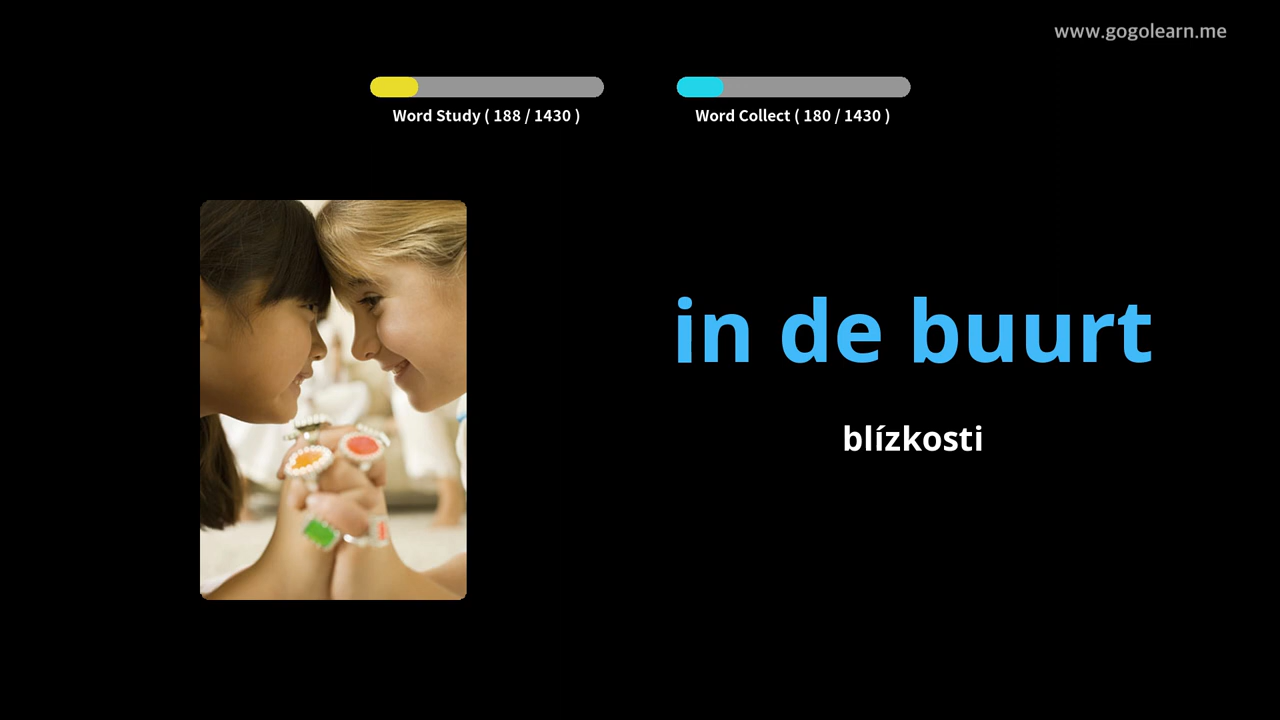 www.gogolearn.me
Word Study ( 188 / 1430 )
Word Collect ( 180 / 1430 )
in de buurt
blízkosti